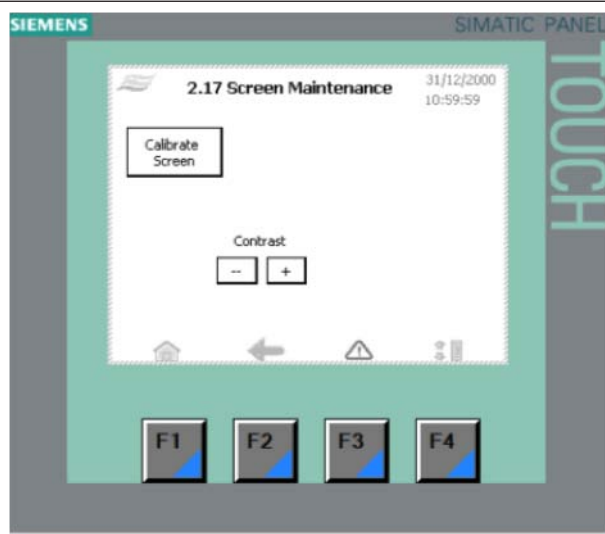 SIEMENS
SIMATIC PANEL
TOUCH
2.17 Screen Maintenance
31/12/2000
10:59:59
Calibrate
Screen
Contrast
-- +
F1 F2 F3 F4